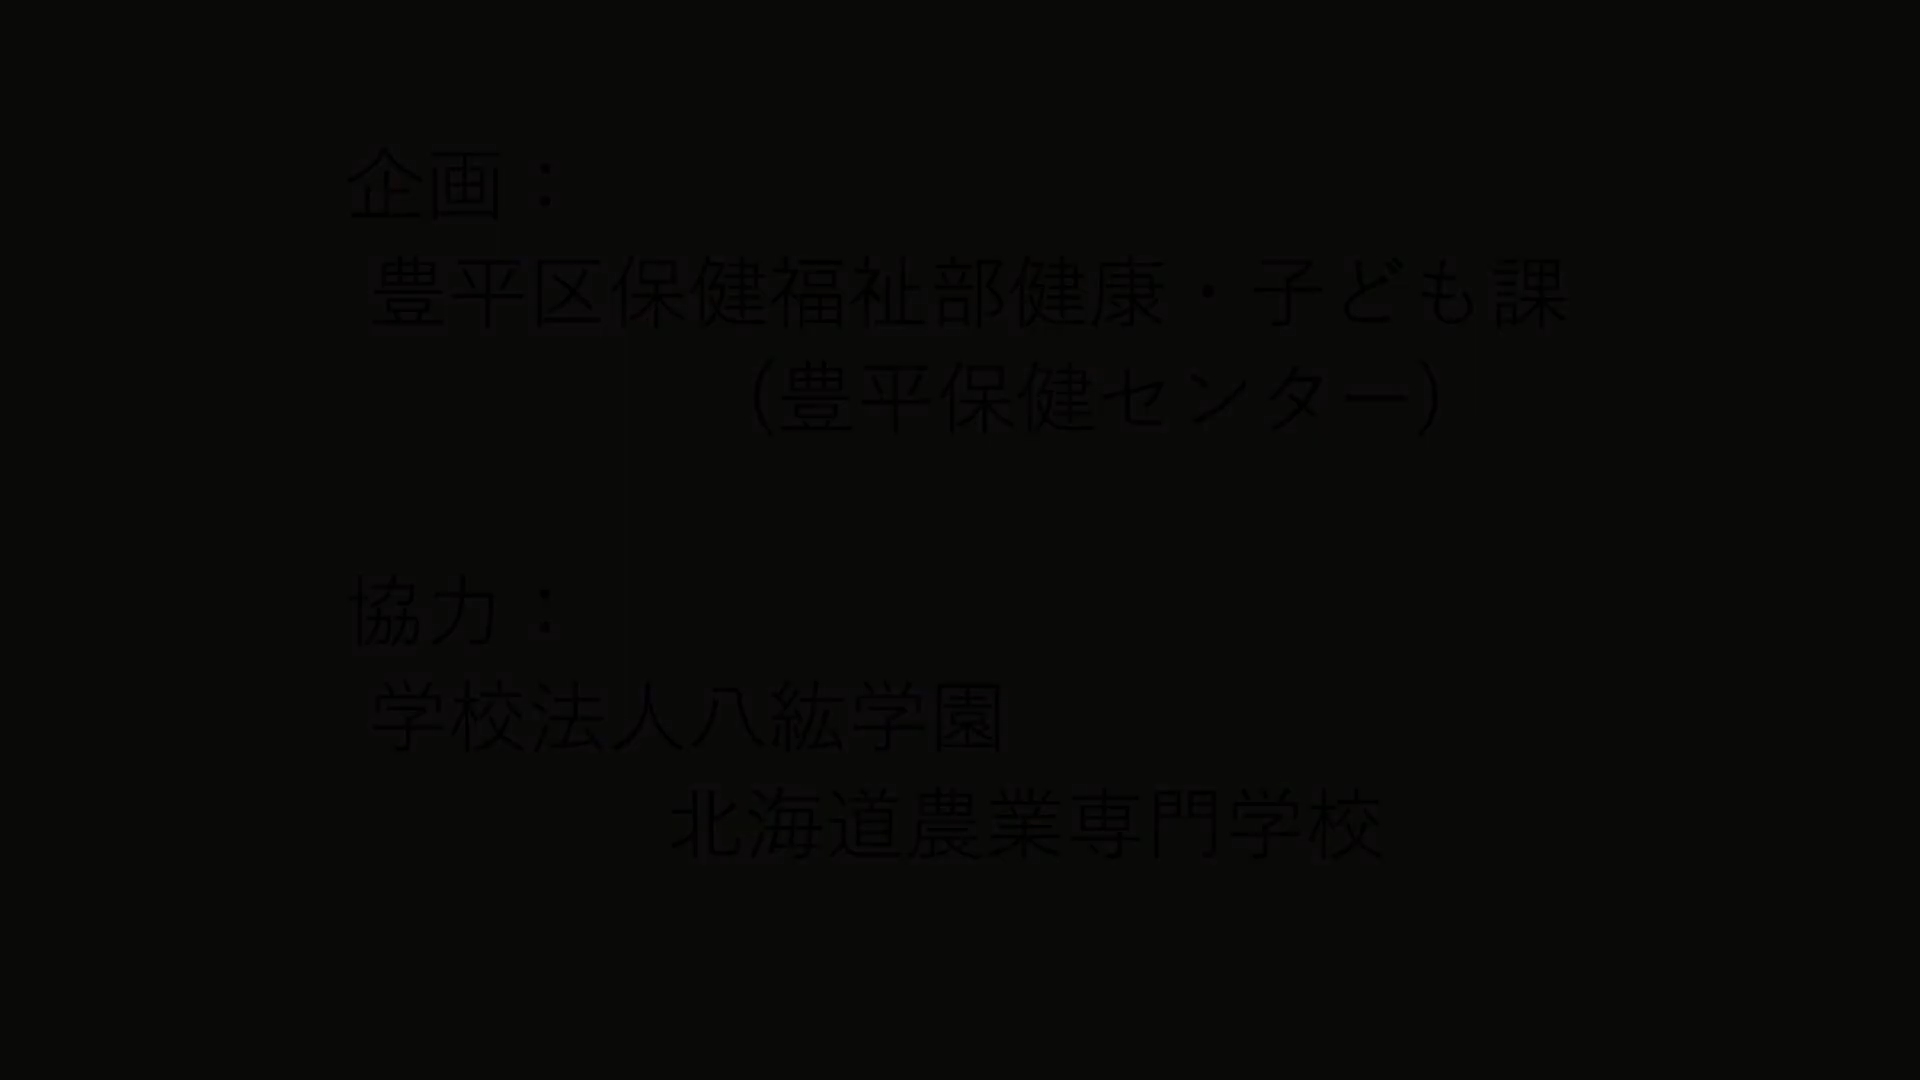 企画：
豊平区保健福祉部健康・子ども課
(豊平保健センター)
協力：
学校法人八紘学園
北海道農業専門学校